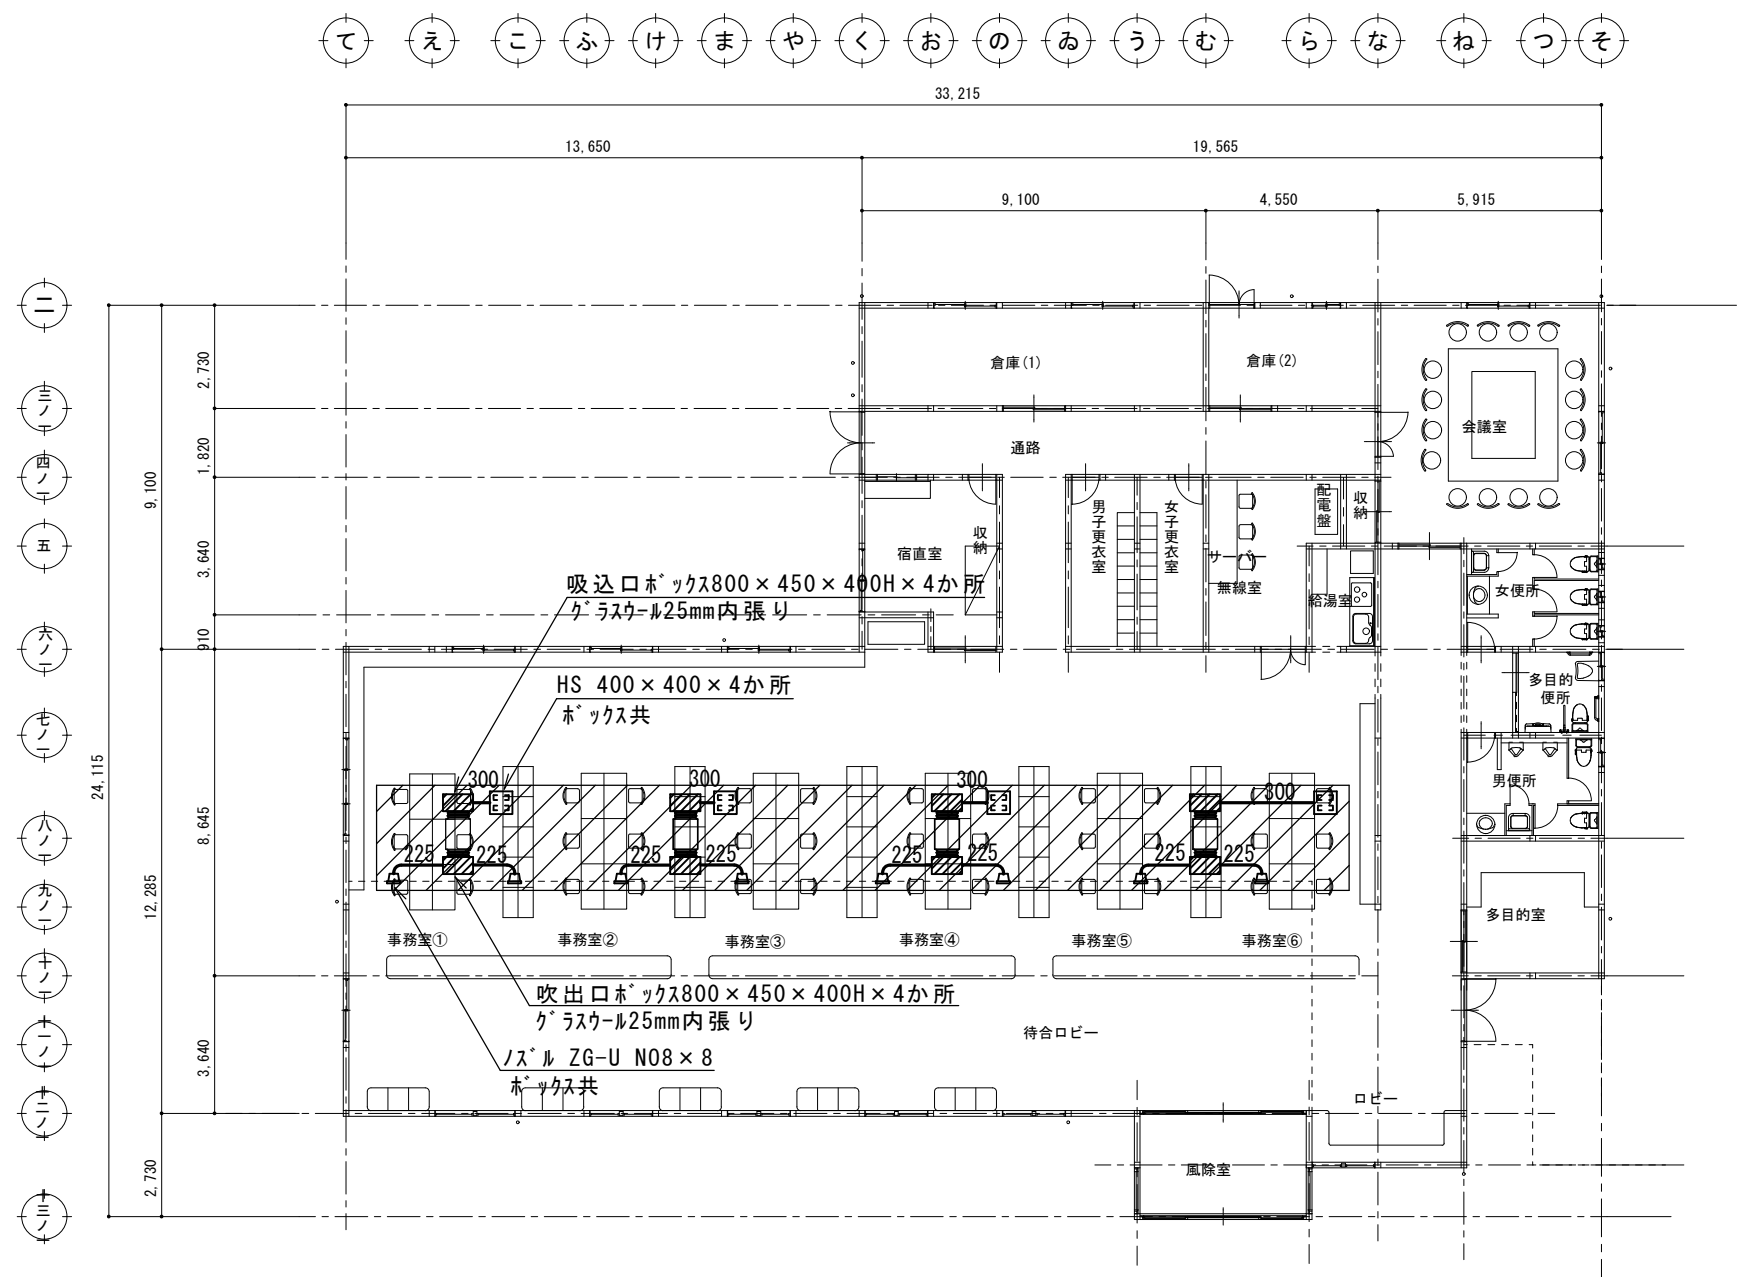 て え こ ふ け ま や く お の ゐ う む ら な ね つ そ
33,215
13,650 19,565
9,100 4,550 5,915
二
三ノ一
四ノ一
五
六ノ一
七ノ一
八ノ一
九ノ一
十ノ一
十一ノ一
十二ノ一
十三ノ一
24,115
9,100
12,285
2,730
2,730
1,820
3,640
910
8,645
3,640
倉庫(1)
倉庫(2)
会議室
通路
宿直室
収納
男子更衣室
女子更衣室
サーバー
無線室
配電盤
収納
給湯室
女便所
多目的
便所
男便所
多目的室
吸込口ボックス800×450×400H×4か所
グラスウール25mm内張り
HS 400×400×4か所
ボックス共
300 300 300 300
225 225 225 225 225 225 225 225
事務室① 事務室② 事務室③ 事務室④ 事務室⑤ 事務室⑥
吹出口ボックス800×450×400H×4か所
グラスウール25mm内張り
ノズル ZG-U NO8×8
ボックス共
待合ロビー
ロビー
風除室